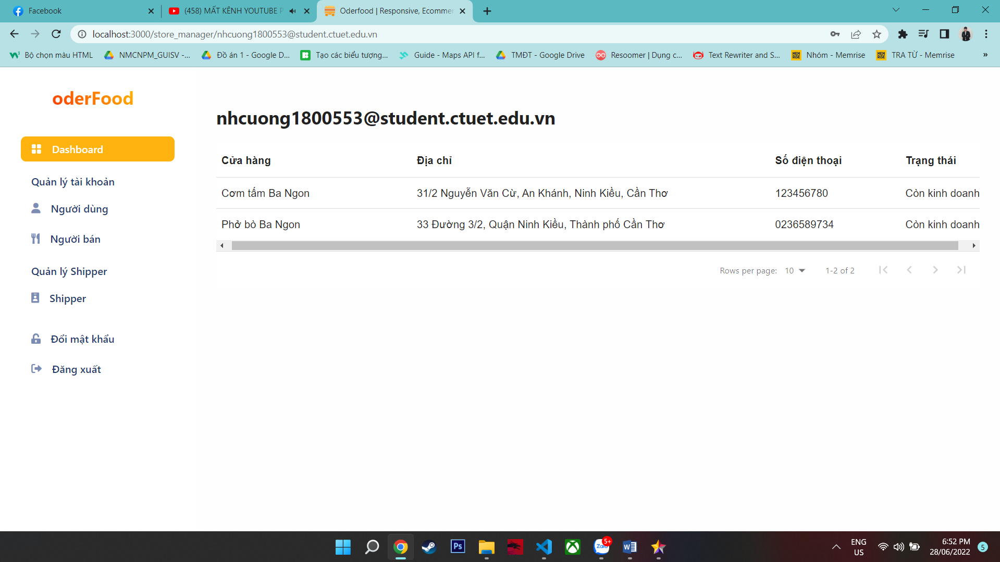 Facebook
(458) MẤT KÊNH YOUTUBE
Oderfood | Responsive, Ecommer
localhost:3000/store_manager/nhcuong1800553@student.ctuet.edu.vn
Bộ chọn màu HTML
NMCNPM_GUISV -...
Đồ án 1 - Google D...
Tạo các biểu tượng...
Guide - Maps API f...
TMĐT - Google Drive
Resoomer | Dụng c...
Text Rewriter and S...
Nhóm - Memrise
TRA TỪ - Memrise
»
oderFood
nhcuong1800553@student.ctuet.edu.vn
Dashboard
Quản lý tài khoản
Người dùng
Người bán
Quản lý Shipper
Shipper
Đổi mật khẩu
Đăng xuất
Cửa hàng Địa chỉ Số điện thoại Trạng thái
Cơm tấm Ba Ngon 31/2 Nguyễn Văn Cừ, An Khánh, Ninh Kiều, Cần Thơ 123456780 Còn kinh doanh
Phở bò Ba Ngon 33 Đường 3/2, Quận Ninh Kiều, Thành phố Cần Thơ 0236589734 Còn kinh doanh
Rows per page: 10 1-2 of 2
Ps
Zalo
5+
W
ENG
US
6:52 PM
28/06/2022
5